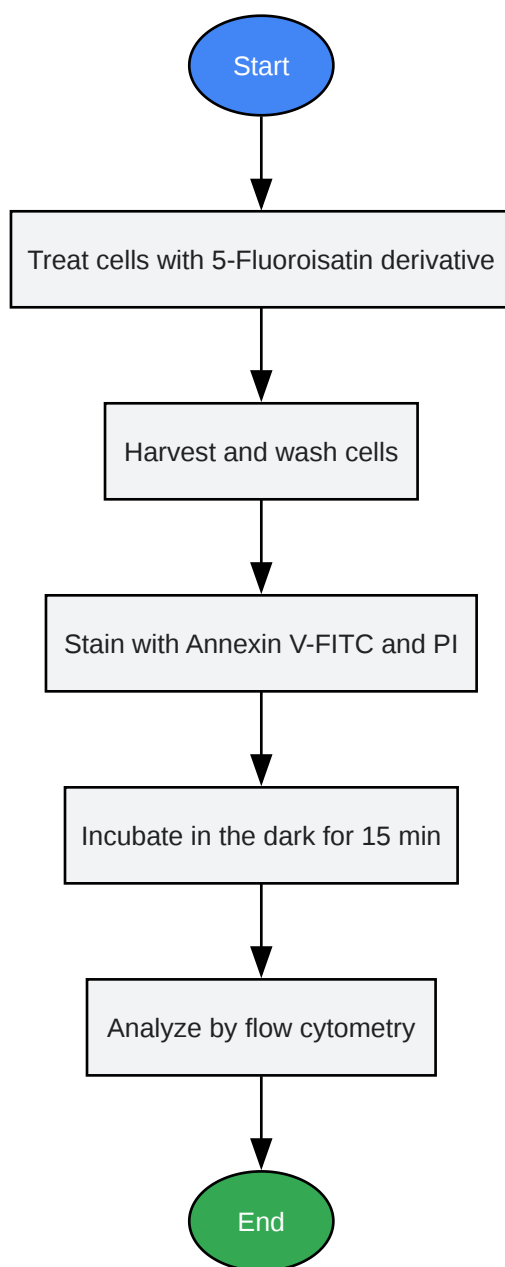 Start
Treat cells with 5-Fluoroisatin derivative
Harvest and wash cells
Stain with Annexin V-FITC and PI
Incubate in the dark for 15 min
Analyze by flow cytometry
End